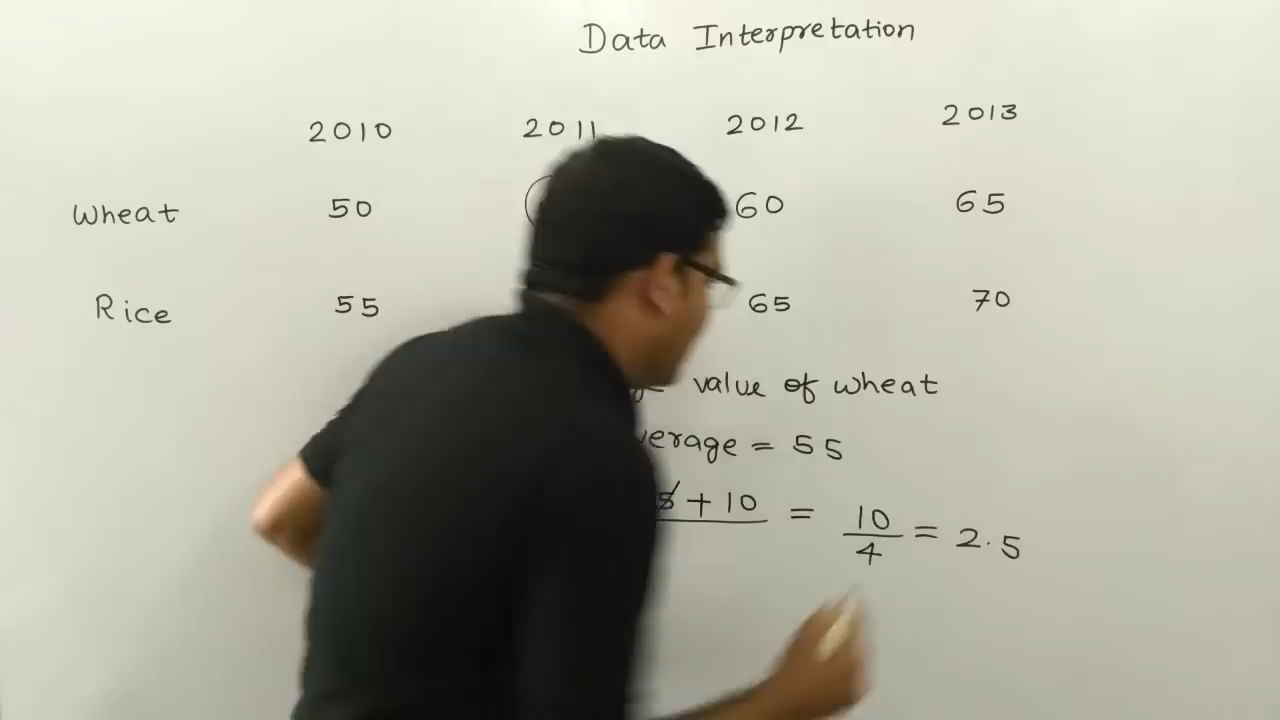 Data Interpretation
2010 2011 2012 2013
Wheat 50 60 65
Rice 55 65 70
value of wheat
= 55
+ 10 = 10/4 = 2.5